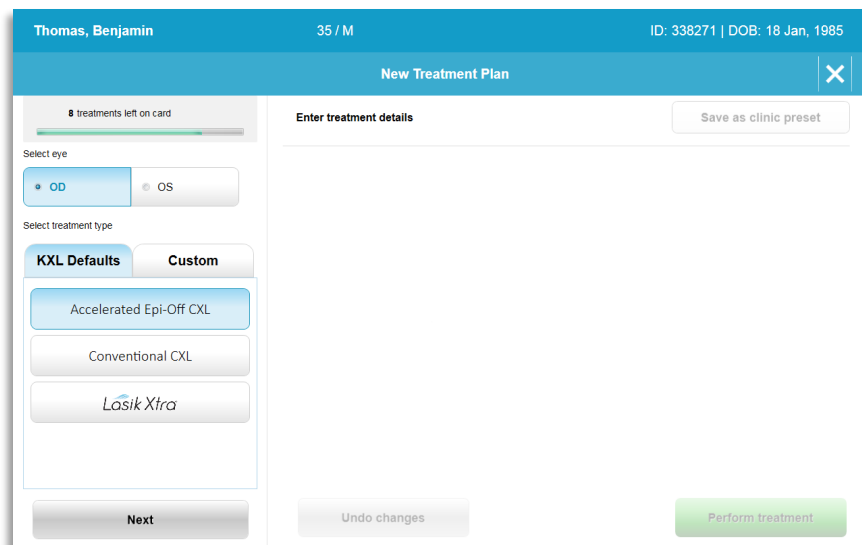 Thomas, Benjamin 35 / M ID: 338271 | DOB: 18 Jan, 1985
New Treatment Plan
8 treatments left on card
Enter treatment details
Save as clinic preset
Select eye
OD OS
Select treatment type
KXL Defaults Custom
Accelerated Epi-Off CXL
Conventional CXL
Lasik Xtra
Next
Undo changes
Perform treatment